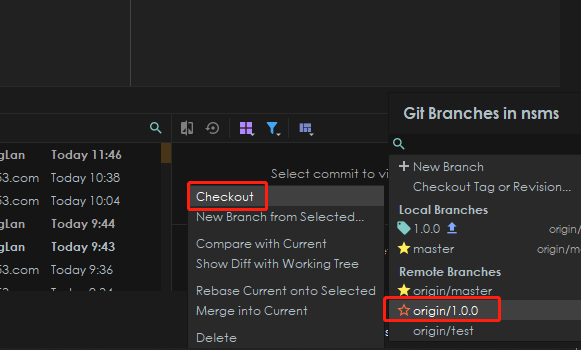 Git Branches in nsms
gLan Today 11:46
53.com Today 10:38
53.com Today 10:04
gLan Today 9:44
gLan Today 9:43
53.com Today 9:36
Select commit to vi
Checkout
New Branch from Selected...
Compare with Current
Show Diff with Working Tree
Rebase Current onto Selected
Merge into Current
Delete
New Branch
Checkout Tag or Revision...
Local Branches
1.0.0 origin/
master origin/m
Remote Branches
origin/master
origin/1.0.0
origin/test